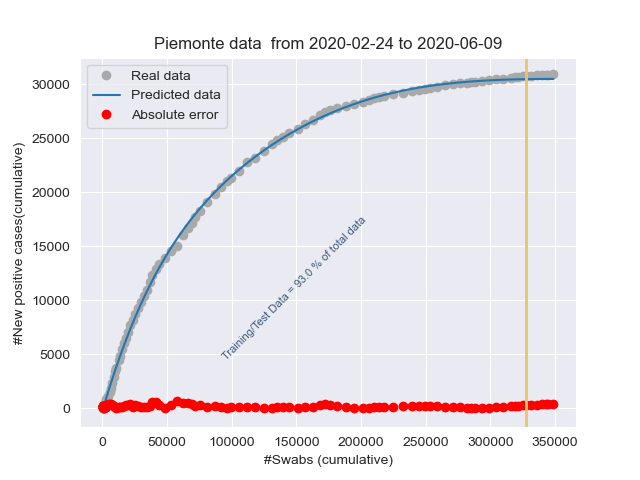 Piemonte data  from 2020-02-24 to 2020-06-09
Real data
Predicted data
Absolute error
#New positive cases(cumulative)
30000
25000
20000
15000
10000
5000
0
Training/Test Data = 93.0 % of total data
0 50000 100000 150000 200000 250000 300000 350000
#Swabs (cumulative)